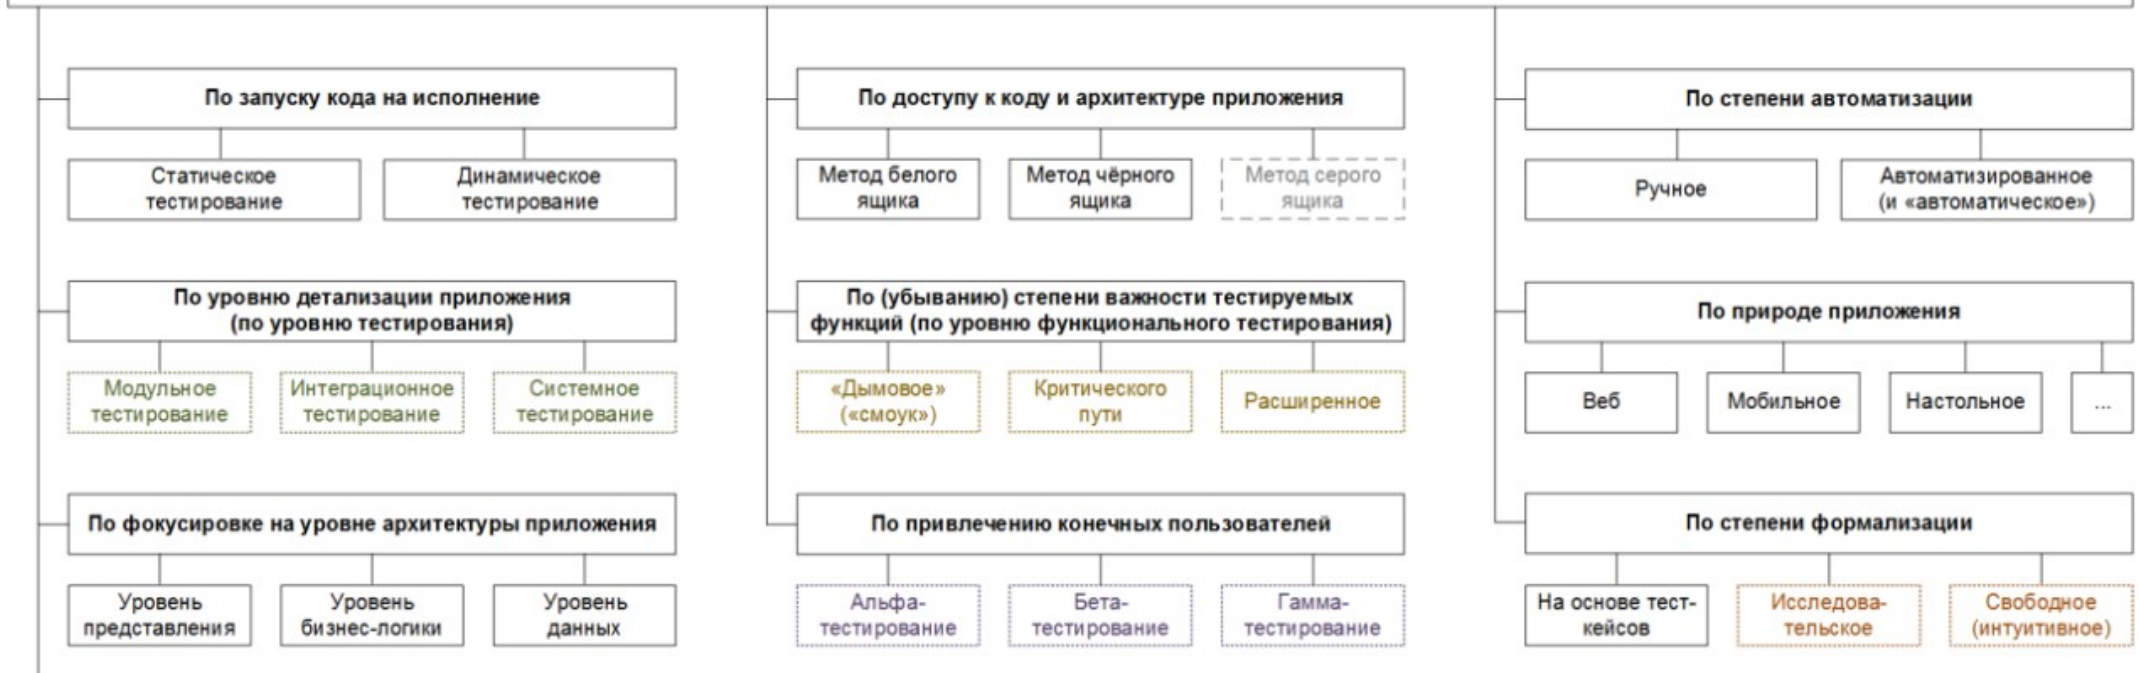 По запуску кода на исполнение
Статическое
тестирование
Динамическое
тестирование
По доступу к коду и архитектуре приложения
Метод белого
ящика
Метод чёрного
ящика
Метод серого
ящика
По степени автоматизации
Ручное
Автоматизированное
(и «автоматическое»)
По уровню детализации приложения
(по уровню тестирования)
Модульное
тестирование
Интеграционное
тестирование
Системное
тестирование
По (убыванию) степени важности тестируемых
функций (по уровню функционального тестирования)
«Дымовое»
(«смоук»)
Критического
пути
Расширенное
По природе приложения
Веб
Мобильное
Настольное
...
По фокусировке на уровне архитектуры приложения
Уровень
представления
Уровень
бизнес-логики
Уровень
данных
По привлечению конечных пользователей
Альфа-
тестирование
Бета-
тестирование
Гамма-
тестирование
По степени формализации
На основе тест-
кейсов
Исследова-
тельское
Свободное
(интуитивное)